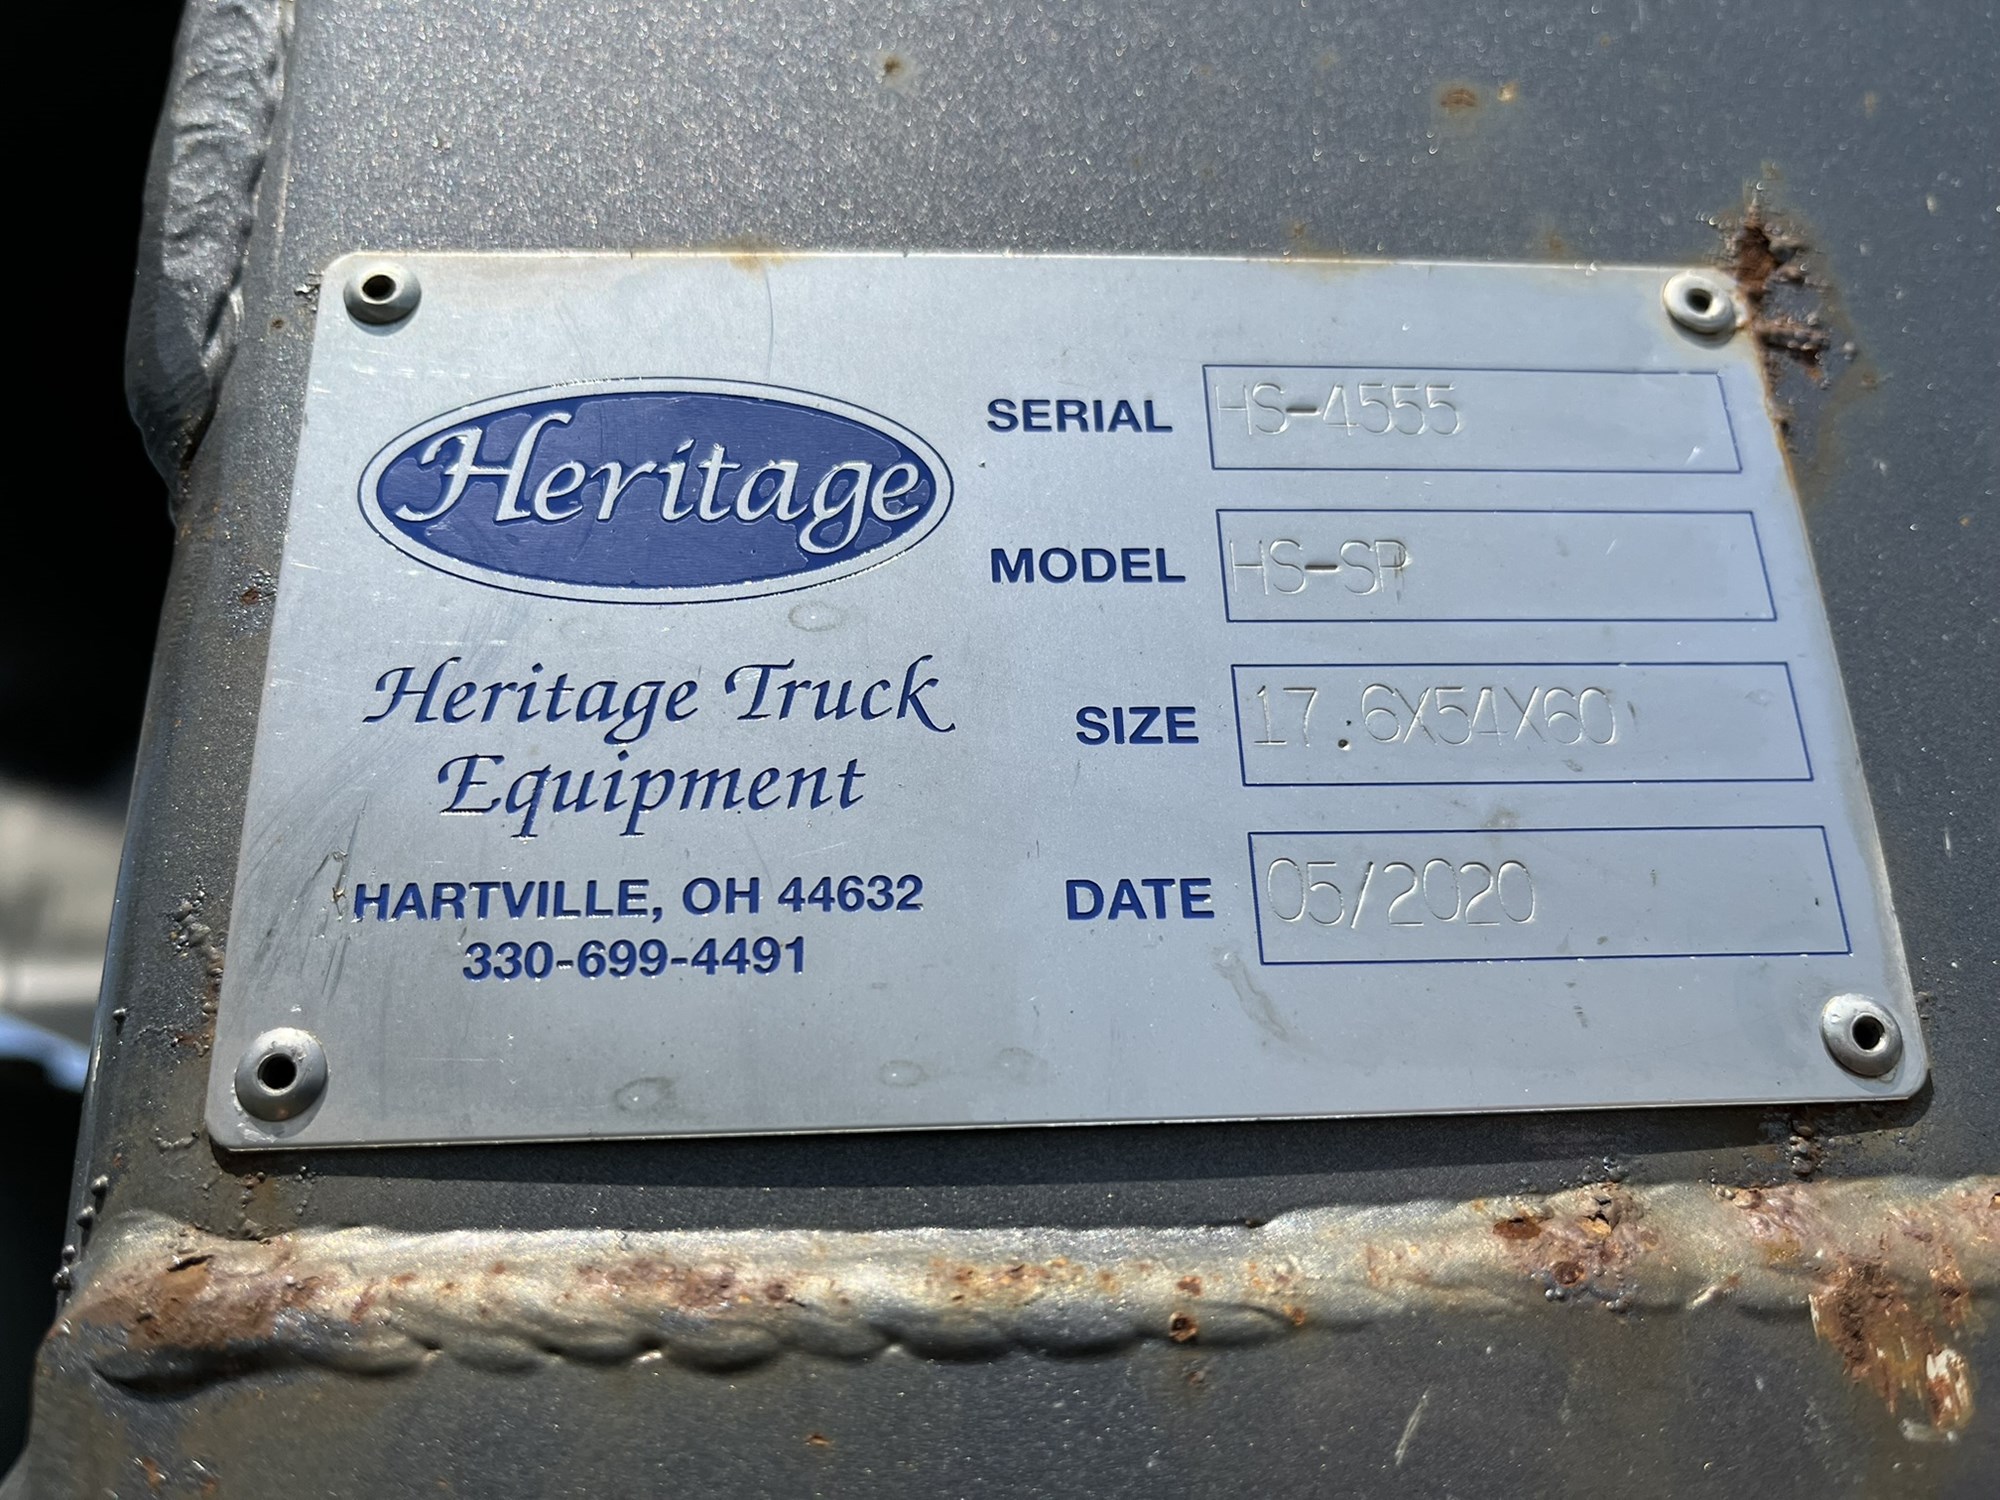 Heritage
Heritage Truck
Equipment
HARTVILLE, OH 44632
330-699-4491
SERIAL HS-4555
MODEL HS-SP
SIZE 17.6X54X60
DATE 05/2020